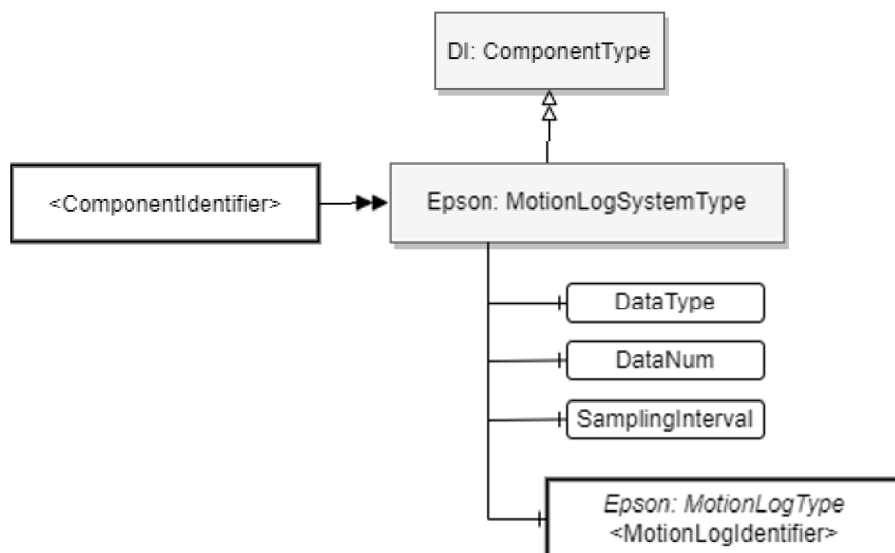 DI: ComponentType
<ComponentIdentifier>
Epson: MotionLogSystemType
DataType
DataNum
SamplingInterval
Epson: MotionLogType
<MotionLogIdentifier>